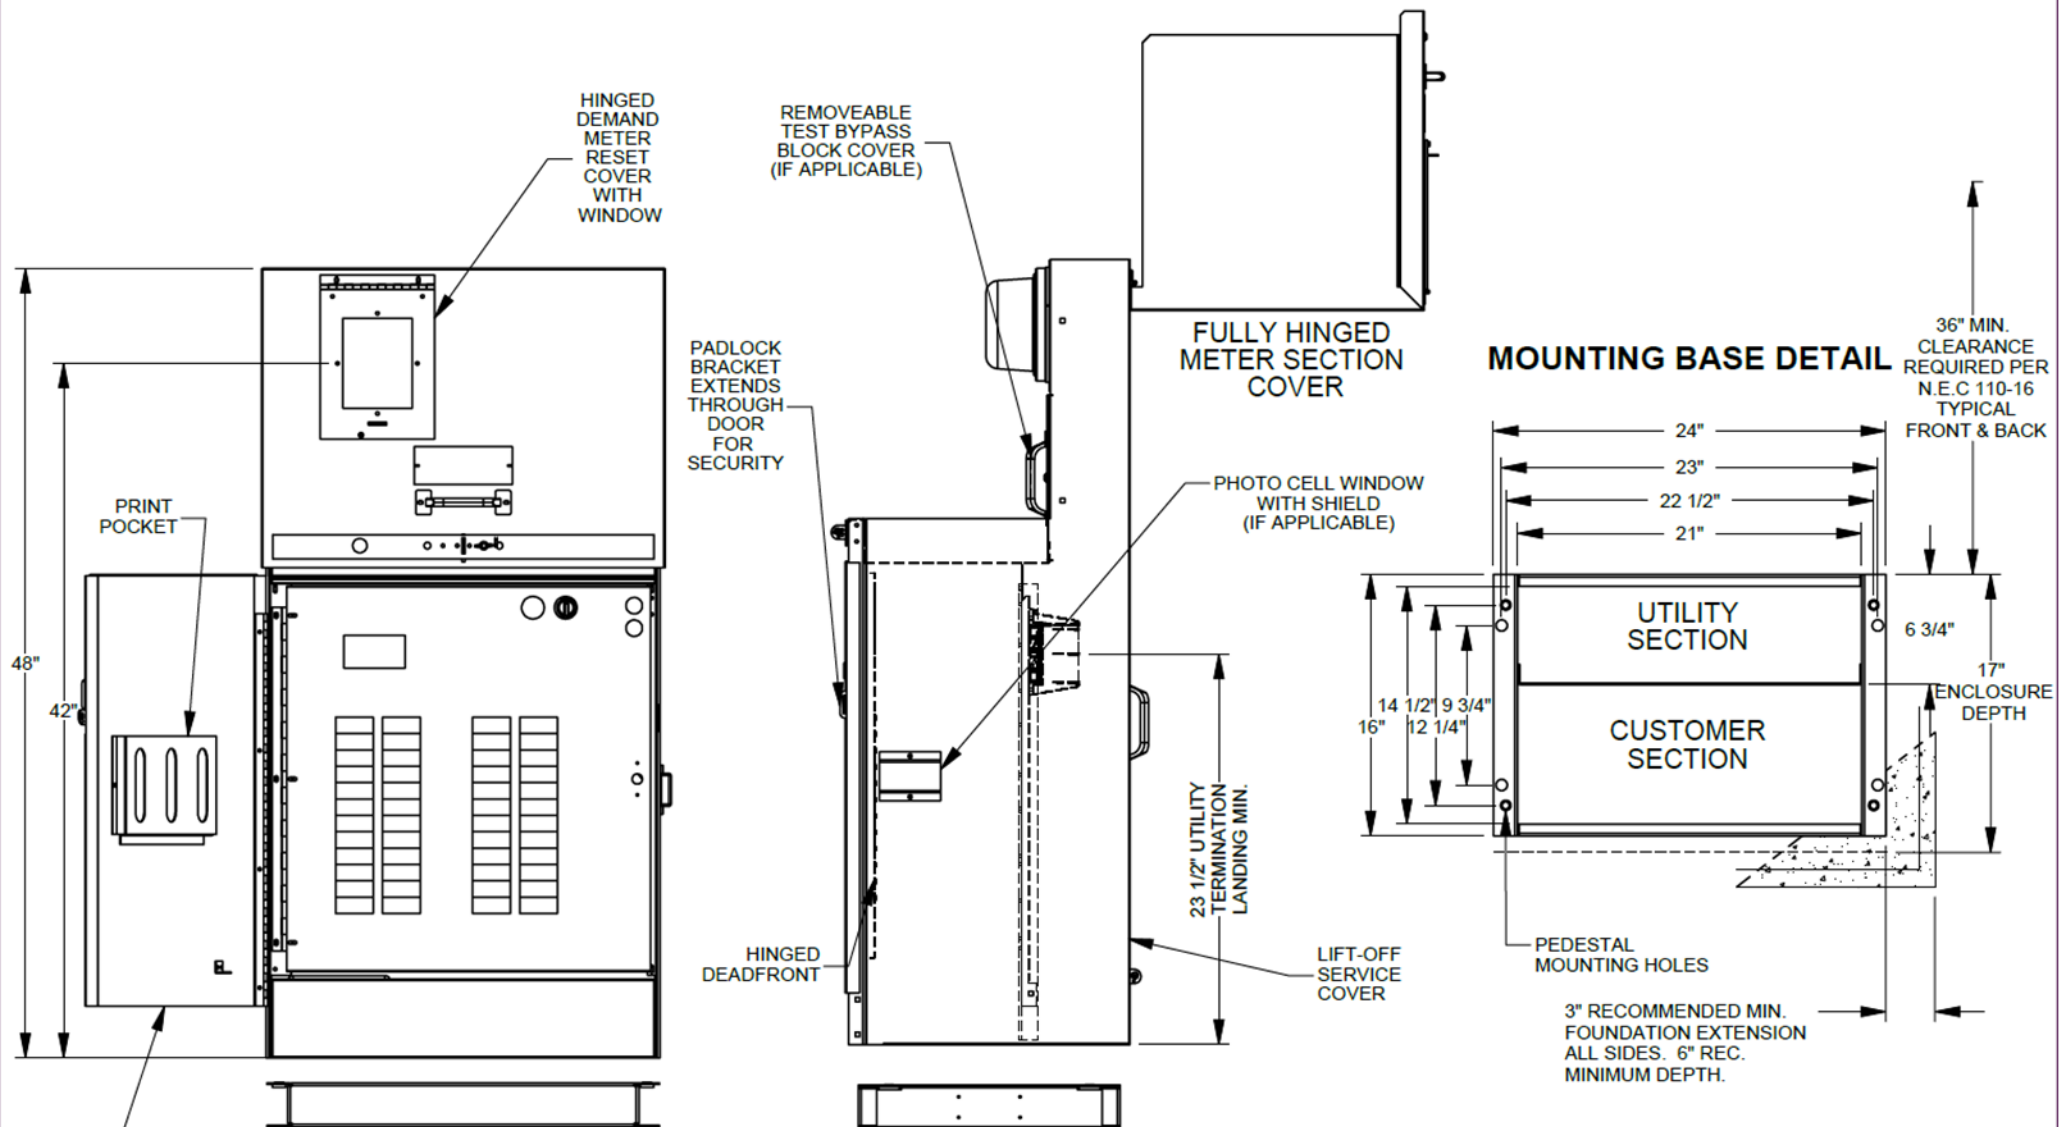 HINGED
DEMAND
METER
RESET
COVER
WITH
WINDOW
REMOVEABLE
TEST BYPASS
BLOCK COVER
(IF APPLICABLE)
FULLY HINGED
METER SECTION
COVER
PADLOCK
BRACKET
EXTENDS
THROUGH
DOOR
FOR
SECURITY
PRINT
POCKET
48"
42"
PHOTO CELL WINDOW
WITH SHIELD
(IF APPLICABLE)
23 1/2" UTILITY
TERMINATION
LANDING MIN.
HINGED
DEADFRONT
LIFT-OFF
SERVICE
COVER
MOUNTING BASE DETAIL
36" MIN.
CLEARANCE
REQUIRED PER
N.E.C 110-16
TYPICAL
FRONT & BACK
24"
23"
22 1/2"
21"
UTILITY
SECTION
CUSTOMER
SECTION
6 3/4"
17"
ENCLOSURE
DEPTH
16"
14 1/2"
12 1/4"
9 3/4"
PEDESTAL
MOUNTING HOLES
3" RECOMMENDED MIN.
FOUNDATION EXTENSION
ALL SIDES. 6" REC.
MINIMUM DEPTH.